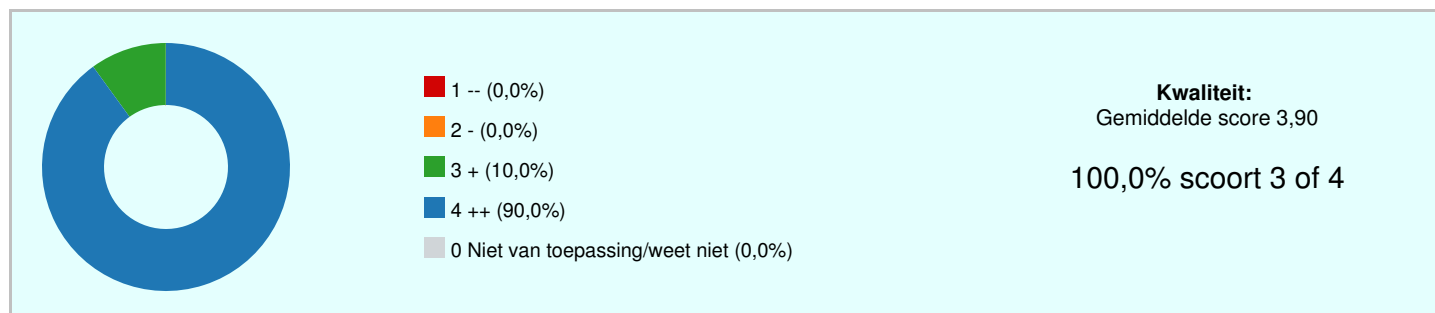 1 -- (0,0%)
2 - (0,0%)
3 + (10,0%)
4 ++ (90,0%)
0 Niet van toepassing/weet niet (0,0%)
Kwaliteit:
Gemiddelde score 3,90
100,0% scoort 3 of 4